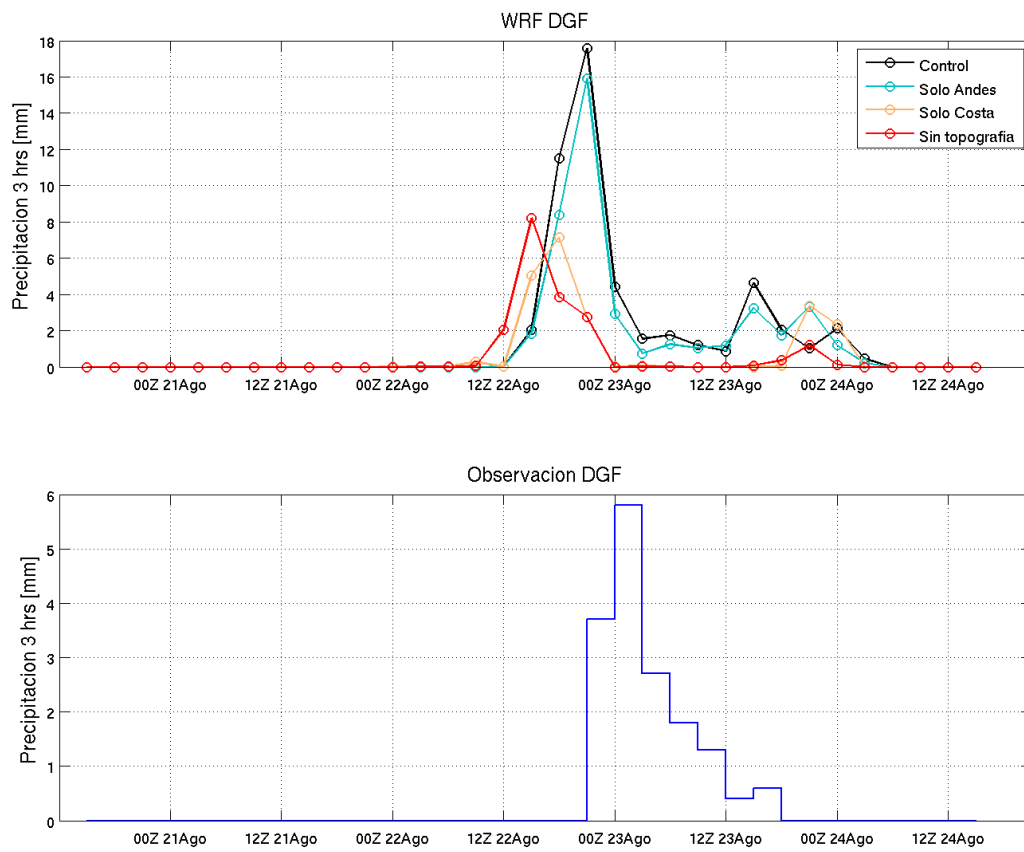 WRF DGF
Precipitacion 3 hrs [mm]
18
16
14
12
10
8
6
4
2
0
Control
Solo Andes
Solo Costa
Sin topografia
00Z 21Ago 12Z 21Ago 00Z 22Ago 12Z 22Ago 00Z 23Ago 12Z 23Ago 00Z 24Ago 12Z 24Ago
Observacion DGF
Precipitacion 3 hrs [mm]
6
5
4
3
2
1
0
00Z 21Ago 12Z 21Ago 00Z 22Ago 12Z 22Ago 00Z 23Ago 12Z 23Ago 00Z 24Ago 12Z 24Ago